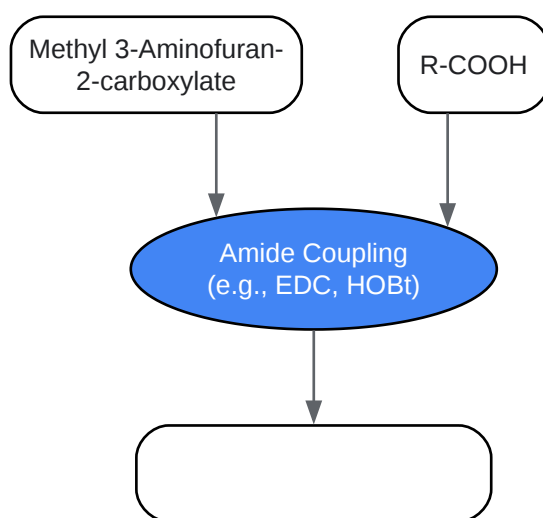 Methyl 3-Aminofuran-
2-carboxylate
R-COOH
Amide Coupling
(e.g., EDC, HOBt)